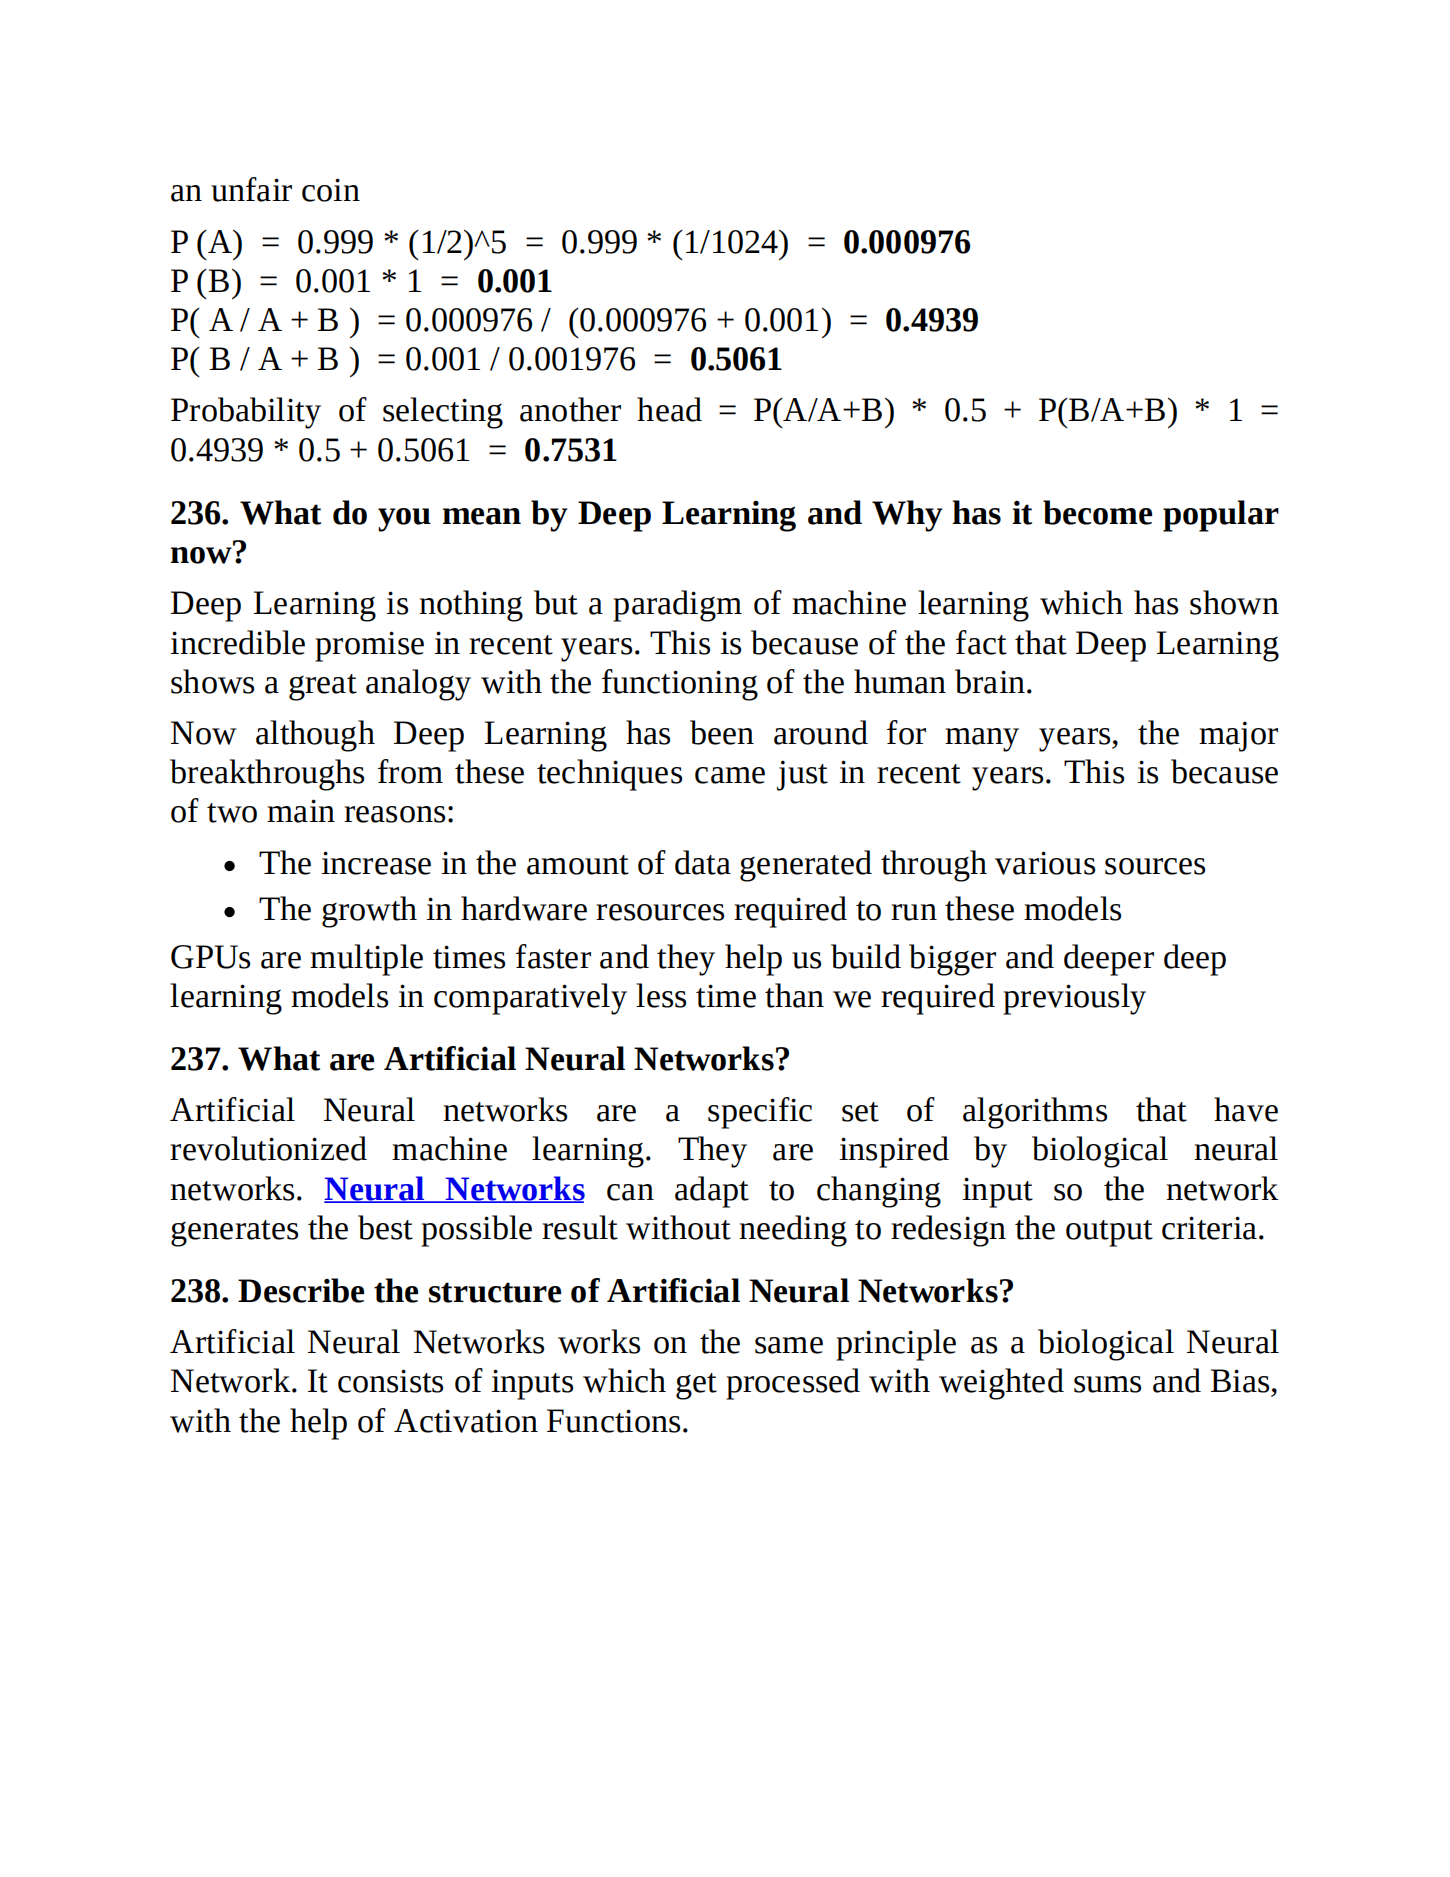 an unfair coin
P (A)  =  0.999 * (1/2)^5  =  0.999 * (1/1024)  =  0.000976
P (B)  =  0.001 * 1  =  0.001
P( A / A + B )  = 0.000976 /  (0.000976 + 0.001)  =  0.4939
P( B / A + B )  = 0.001 / 0.001976  =  0.5061
Probability of selecting another head = P(A/A+B) * 0.5 + P(B/A+B) * 1 =
0.4939 * 0.5 + 0.5061  =  0.7531
236. What do you mean by Deep Learning and Why has it become popular
now?
Deep Learning is nothing but a paradigm of machine learning which has shown
incredible promise in recent years. This is because of the fact that Deep Learning
shows a great analogy with the functioning of the human brain.
Now although Deep Learning has been around for many years, the major
breakthroughs from these techniques came just in recent years. This is because
of two main reasons:
• The increase in the amount of data generated through various sources
• The growth in hardware resources required to run these models
GPUs are multiple times faster and they help us build bigger and deeper deep
learning models in comparatively less time than we required previously
237. What are Artificial Neural Networks?
Artificial Neural networks are a specific set of algorithms that have
revolutionized machine learning. They are inspired by biological neural
networks. Neural Networks can adapt to changing input so the network
generates the best possible result without needing to redesign the output criteria.
238. Describe the structure of Artificial Neural Networks?
Artificial Neural Networks works on the same principle as a biological Neural
Network. It consists of inputs which get processed with weighted sums and Bias,
with the help of Activation Functions.